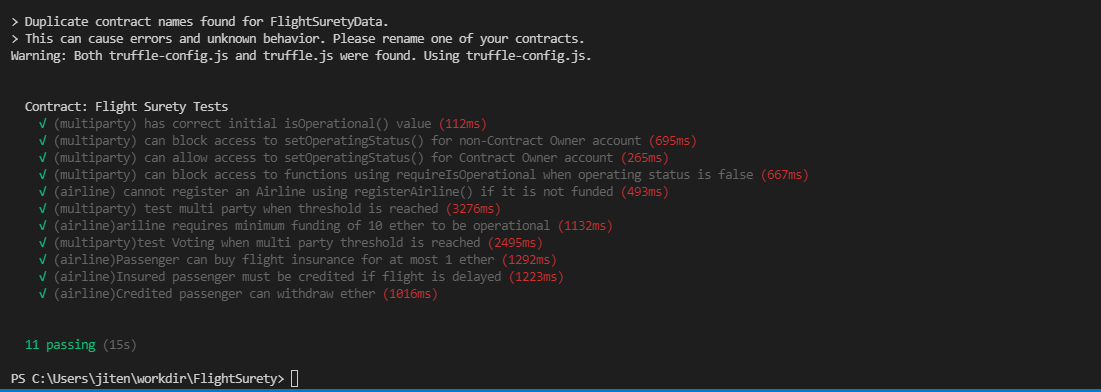 > Duplicate contract names found for FlightSuretyData.
> This can cause errors and unknown behavior. Please rename one of your contracts.
Warning: Both truffle-config.js and truffle.js were found. Using truffle-config.js.
Contract: Flight Surety Tests
√ (multiparty) has correct initial isOperational() value (112ms)
√ (multiparty) can block access to setOperatingStatus() for non-Contract Owner account (695ms)
√ (multiparty) can allow access to setOperatingStatus() for Contract Owner account (265ms)
√ (multiparty) can block access to functions using requireIsOperational when operating status is false (667ms)
√ (airline) cannot register an Airline using registerAirline() if it is not funded (493ms)
√ (multiparty) test multi party when threshold is reached (3276ms)
√ (airline)ariline requires minimum funding of 10 ether to be operational (1132ms)
√ (multiparty)test Voting when multi party threshold is reached (2495ms)
√ (airline)Passenger can buy flight insurance for at most 1 ether (1292ms)
√ (airline)Insured passenger must be credited if flight is delayed (1223ms)
√ (airline)Credited passenger can withdraw ether (1016ms)
11 passing (15s)
PS C:\Users\jiten\workdir\FlightSurety>